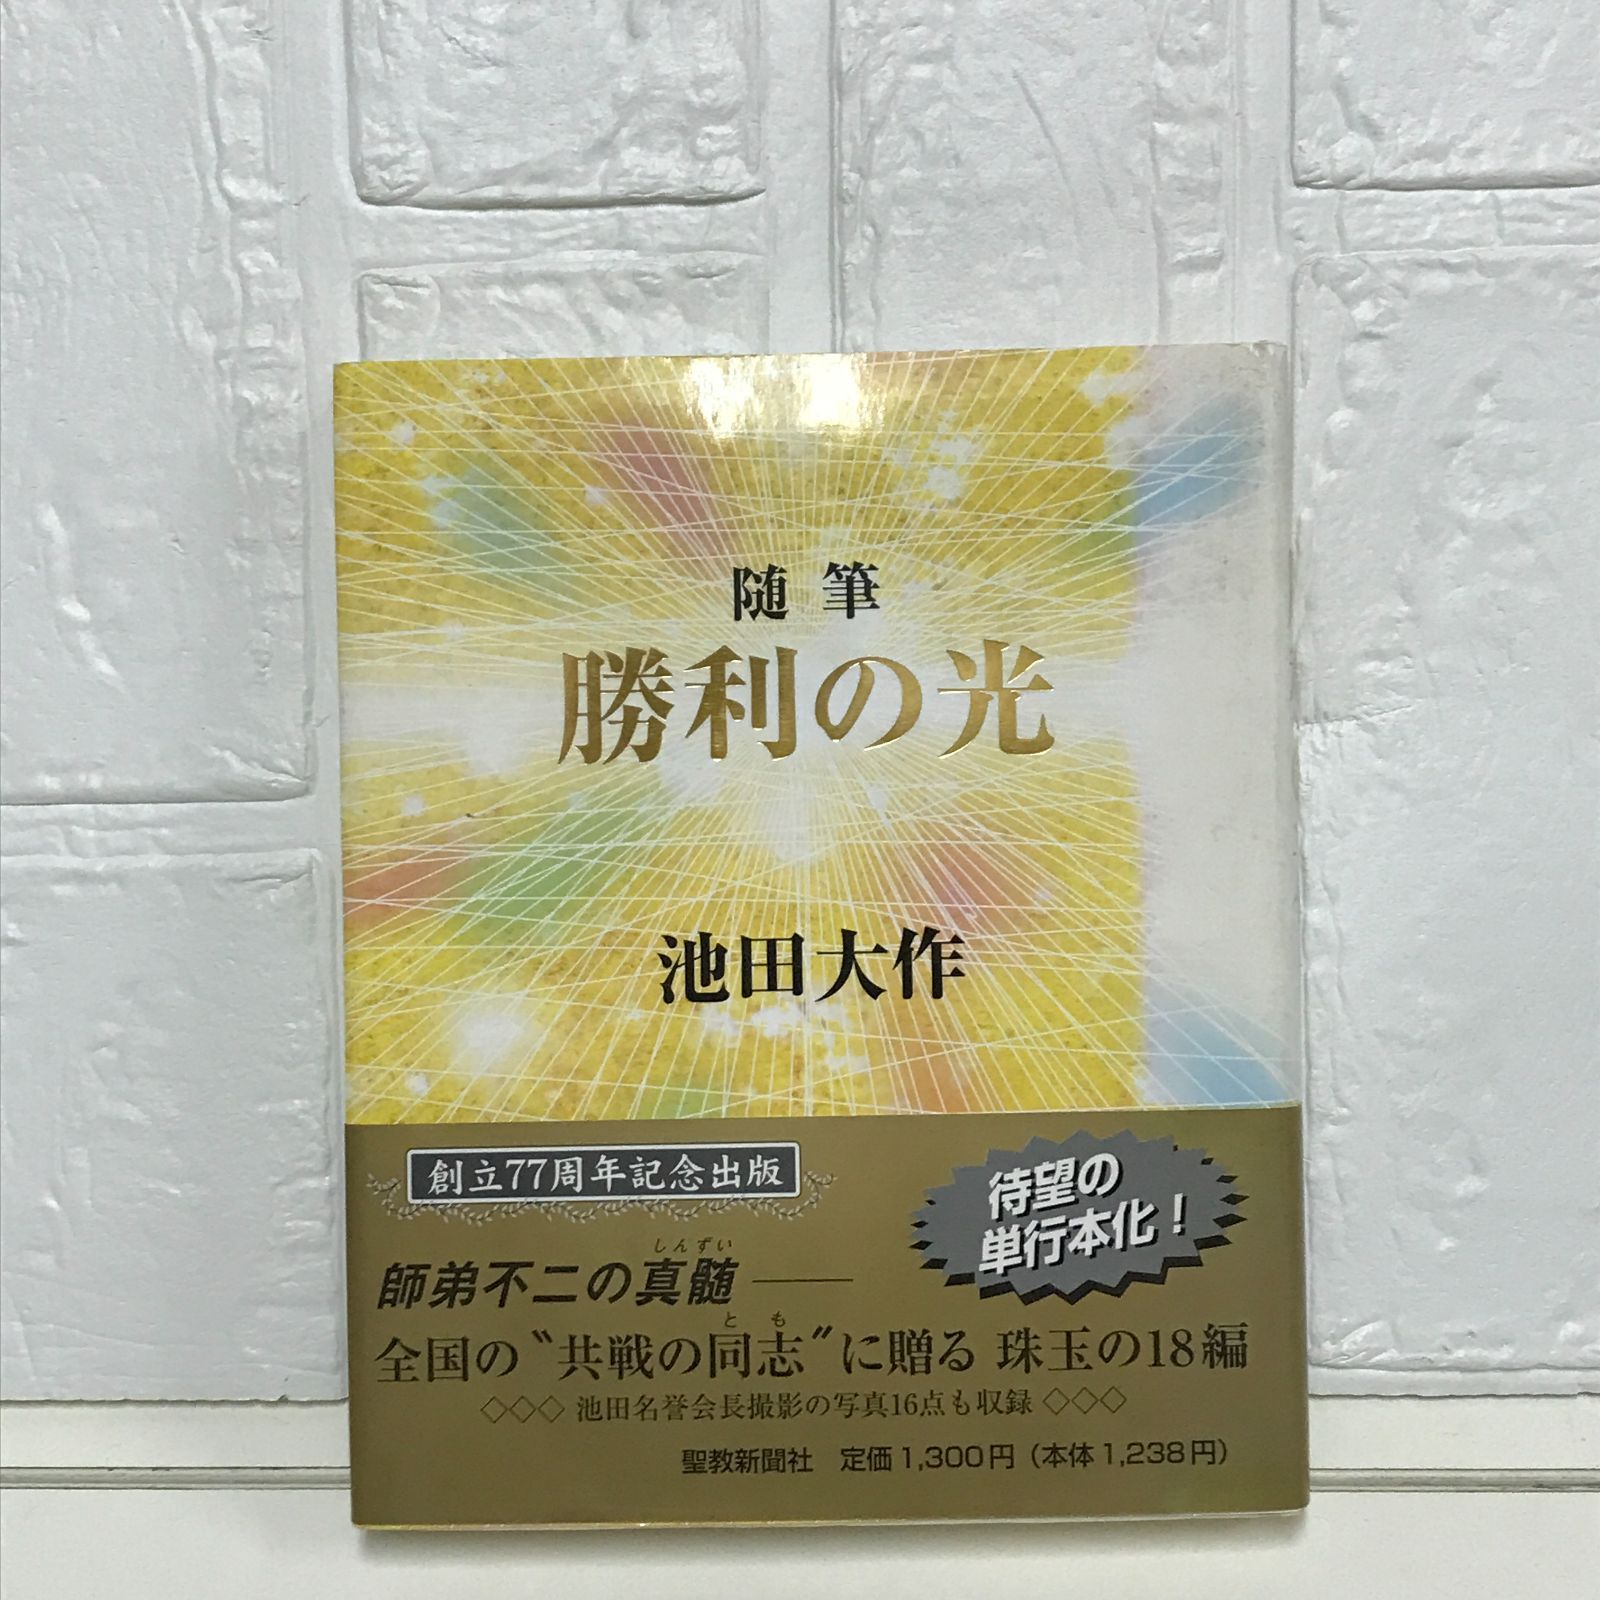 随筆
勝利の光
池田大作
創立77周年記念出版
待望の
単行本化！
しんずい
師弟不二の真髄――
とも
全国の〝共戦の同志〟に贈る 珠玉の18編
◇◇◇ 池田名誉会長撮影の写真16点も収録 ◇◇◇
聖教新聞社 定価1,300円（本体1,238円）